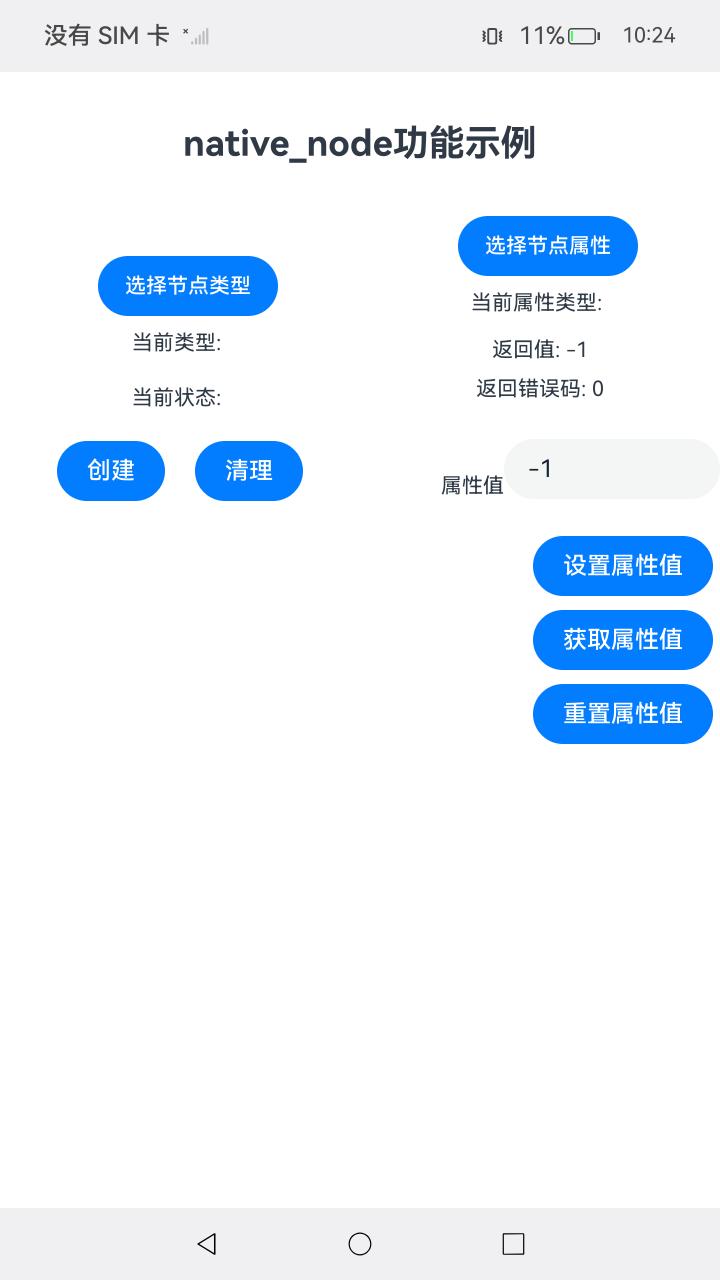 没有 SIM 卡
11%
10:24
native_node功能示例
选择节点类型
当前类型:
当前状态:
创建
清理
选择节点属性
当前属性类型:
返回值: -1
返回错误码: 0
属性值
-1
设置属性值
获取属性值
重置属性值